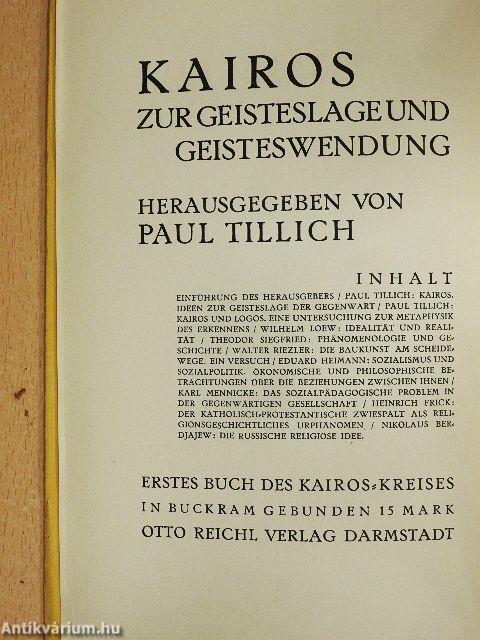 KAIROS
ZUR GEISTESLAGE UND
GEISTESWENDUNG
HERAUSGEGEBEN VON
PAUL TILLICH
INHALT
EINFÜHRUNG DES HERAUSGEBERS / PAUL TILLICH: KAIROS.
IDEEN ZUR GEISTESLAGE DER GEGENWART / PAUL TILLICH:
KAIROS UND LOGOS. EINE UNTERSUCHUNG ZUR METAPHYSIK
DES ERKENNENS / WILHELM LOEW: IDEALITÄT UND REALI-
TÄT / THEODOR SIEGFRIED: PHÄNOMENOLOGIE UND GE-
SCHICHTE / WALTER RIEZLER: DIE BAUKUNST AM SCHEIDE-
WEGE. EIN VERSUCH / EDUARD HEIMANN: SOZIALISMUS UND
SOZIALPOLITIK. ÖKONOMISCHE UND PHILOSOPHISCHE BE-
TRACHTUNGEN ÜBER DIE BEZIEHUNGEN ZWISCHEN IHNEN /
KARL MENNICKE: DAS SOZIALPÄDAGOGISCHE PROBLEM IN
DER GEGENWÄRTIGEN GESELLSCHAFT / HEINRICH FRICK:
DER KATHOLISCH-PROTESTANTISCHE ZWIESPALT ALS RELI-
GIONSGESCHICHTLICHES URPHÄNOMEN / NIKOLAUS BER-
DJAJEW: DIE RUSSISCHE RELIGIOSE IDEE.
ERSTES BUCH DES KAIROS-KREISES
IN BUCKRAM GEBUNDEN 15 MARK
OTTO REICHL VERLAG DARMSTADT
Antikvárium.hu